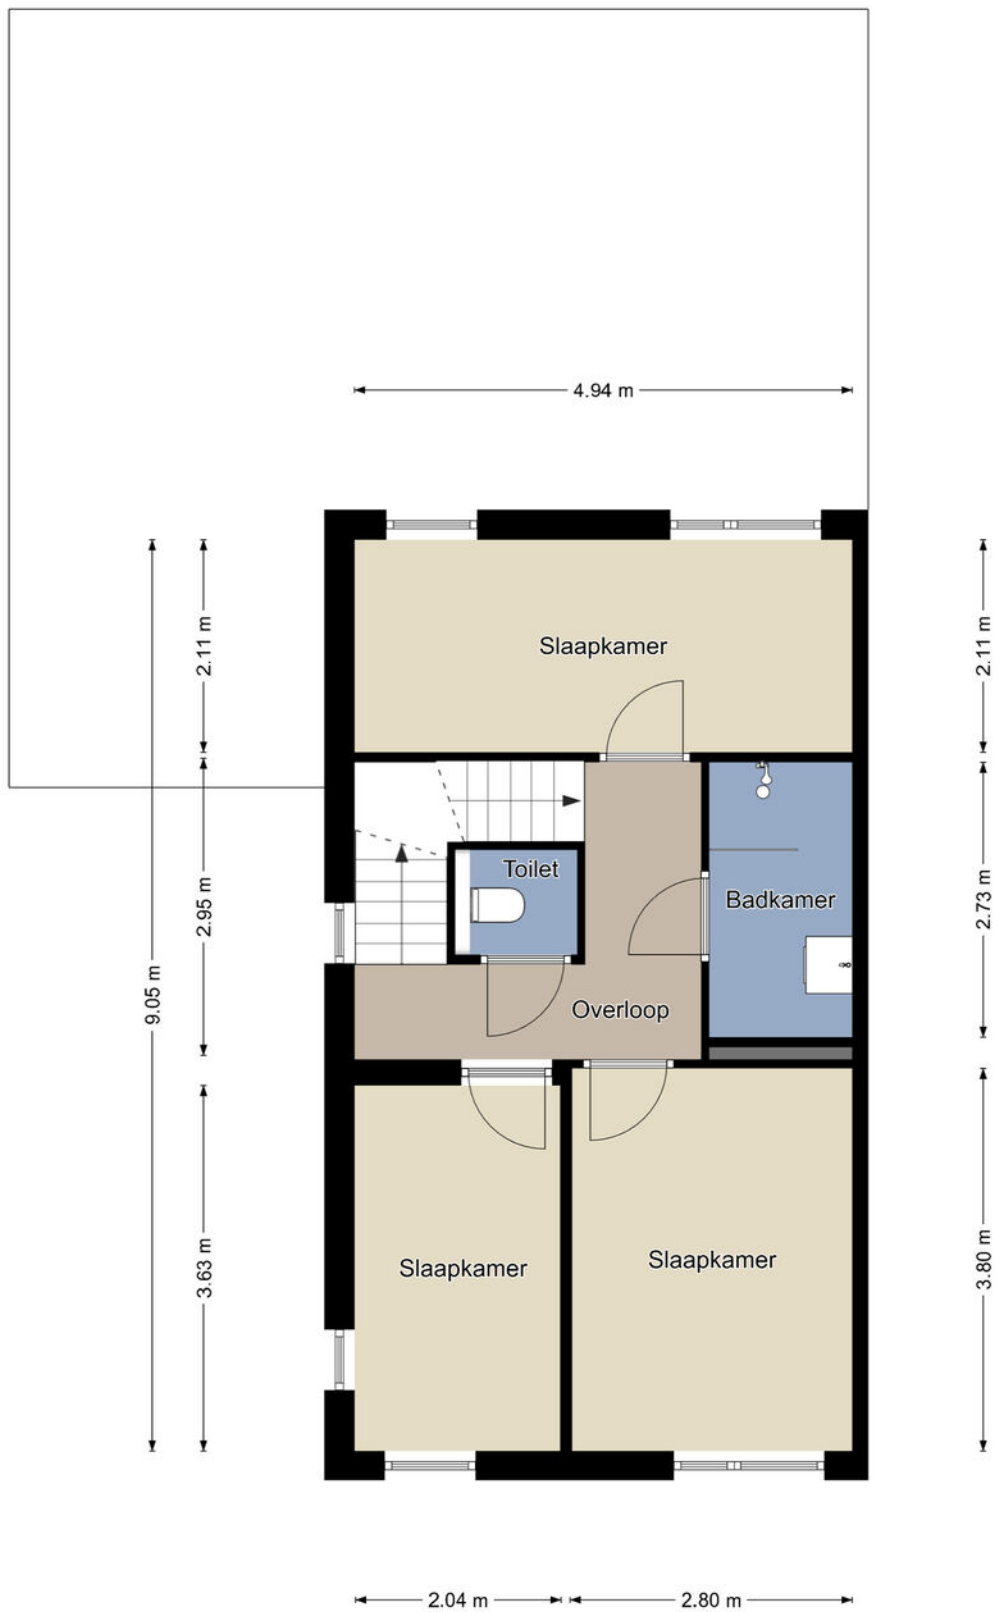 4.94 m
2.11 m
2.11 m
Slaapkamer
Toilet
Badkamer
2.95 m
2.73 m
9.05 m
Overloop
3.63 m
Slaapkamer
Slaapkamer
3.80 m
2.04 m
2.80 m